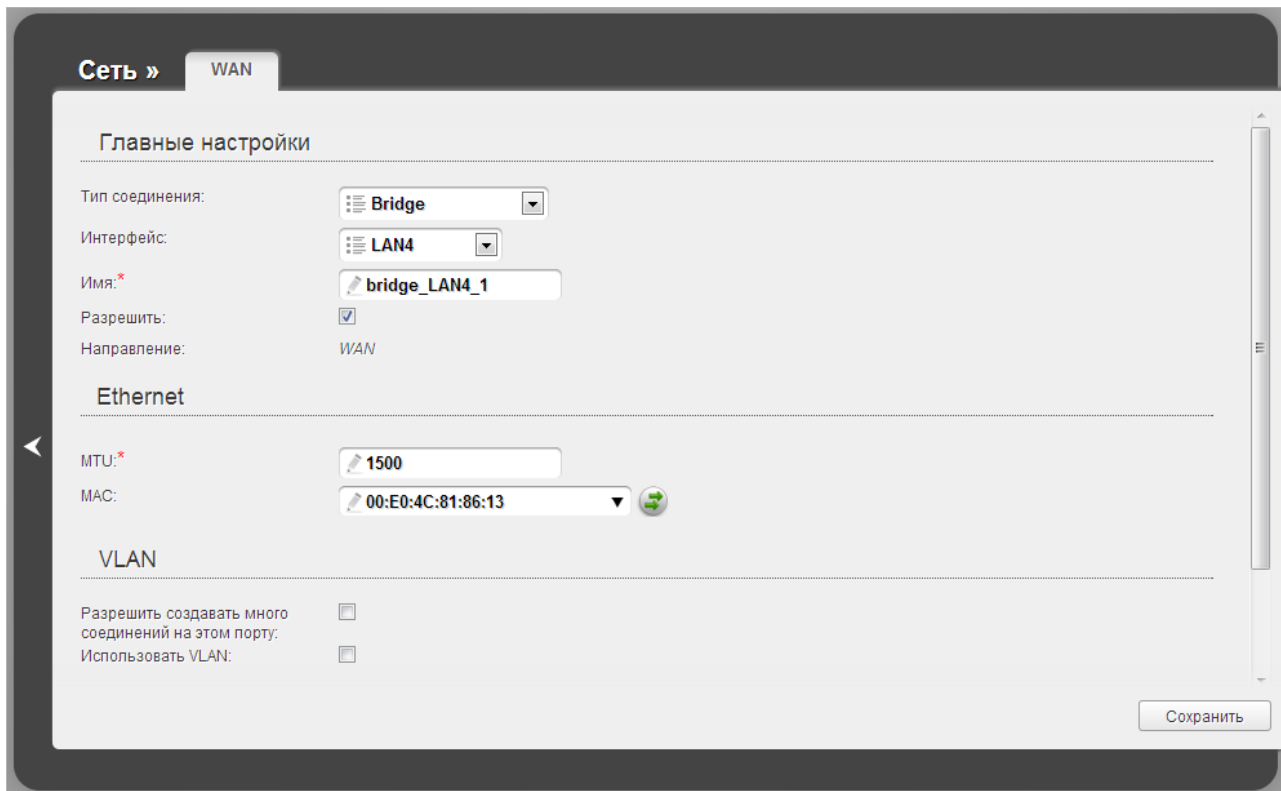 Сеть » WAN
Главные настройки
Тип соединения: Bridge
Интерфейс: LAN4
Имя:* bridge_LAN4_1
Разрешить:
Направление: WAN
Ethernet
MTU:* 1500
MAC: 00:E0:4C:81:86:13
VLAN
Разрешить создавать много
соединений на этом порту:
Использовать VLAN:
Сохранить